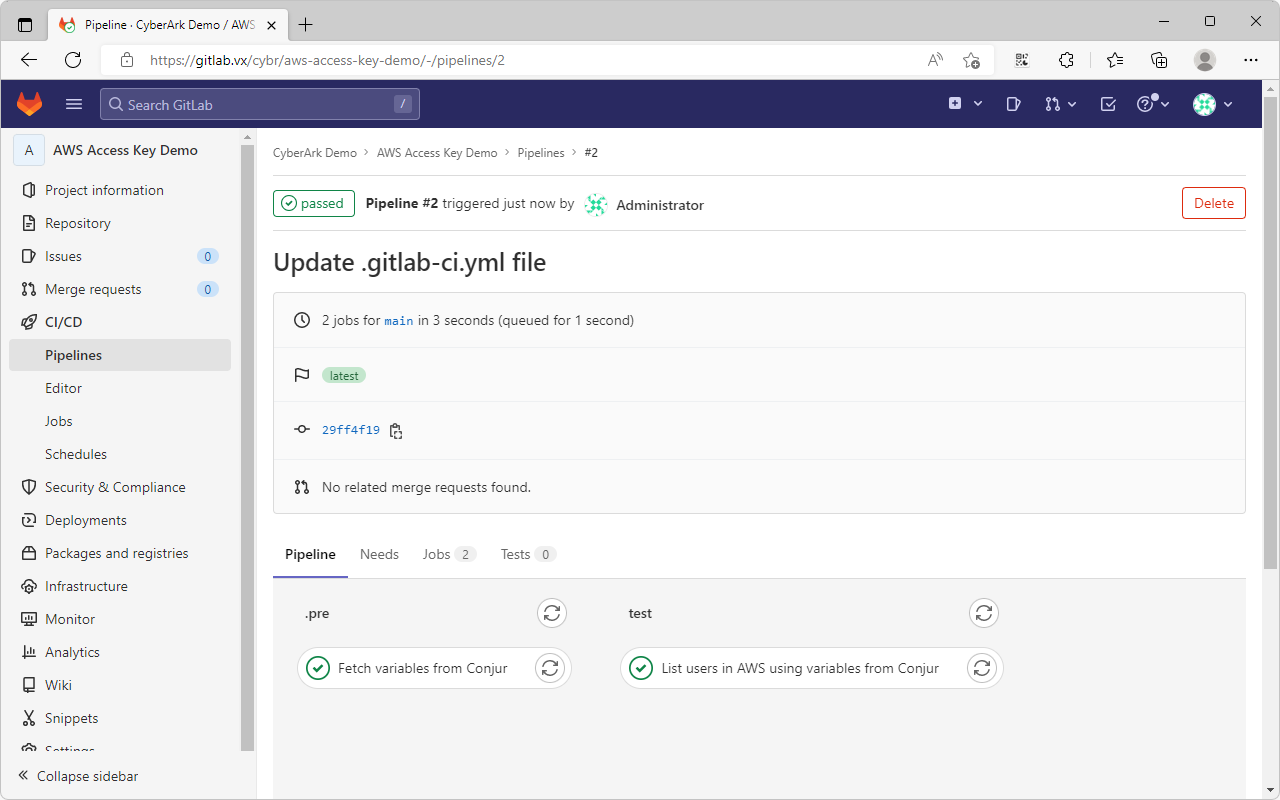 Pipeline · CyberArk Demo / AWS
https://gitlab.vx/cybr/aws-access-key-demo/-/pipelines/2
Search GitLab /
A AWS Access Key Demo
Project information
Repository
Issues 0
Merge requests 0
CI/CD
Pipelines
Editor
Jobs
Schedules
Security & Compliance
Deployments
Packages and registries
Infrastructure
Monitor
Analytics
Wiki
Snippets
Settings
Collapse sidebar
CyberArk Demo > AWS Access Key Demo > Pipelines > #2
passed Pipeline #2 triggered just now by Administrator Delete
Update .gitlab-ci.yml file
2 jobs for main in 3 seconds (queued for 1 second)
latest
29ff4f19
No related merge requests found.
Pipeline Needs Jobs 2 Tests 0
.pre test
Fetch variables from Conjur List users in AWS using variables from Conjur